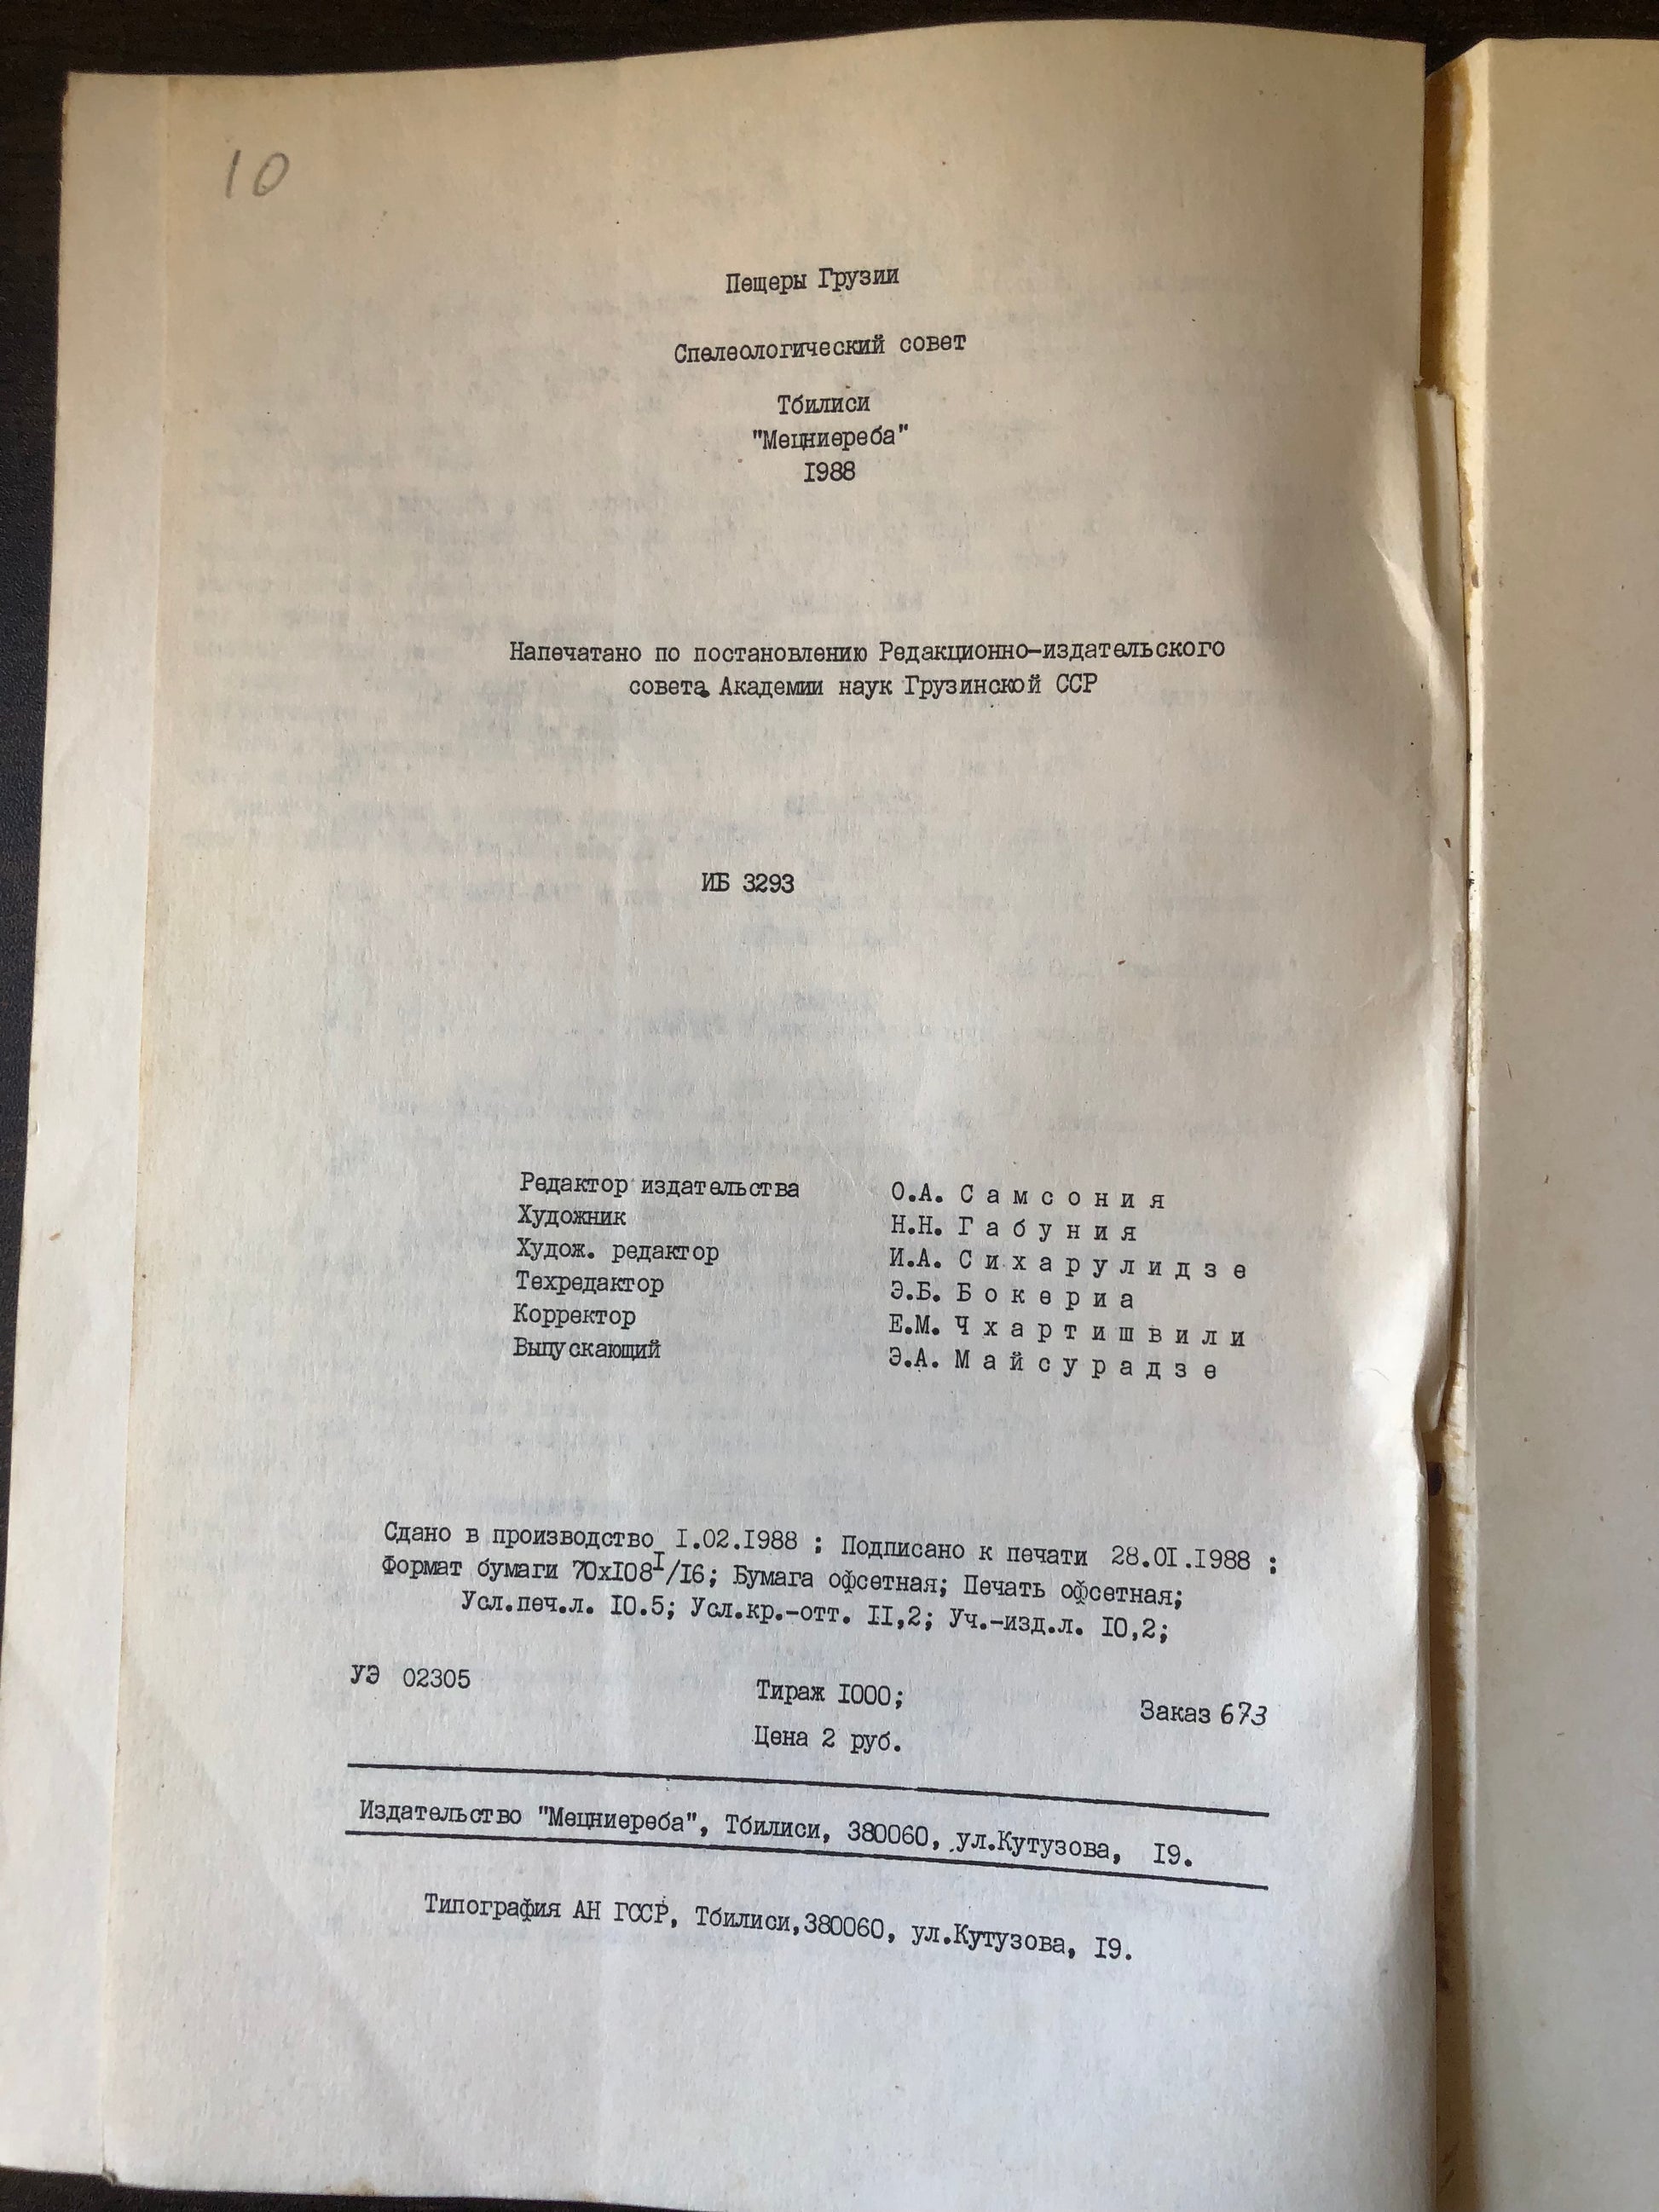 10
Пещеры Грузии
Спелеологический совет
Тбилиси
"Мецниереба"
I988
Напечатано по постановлению Редакционно-издательского
совета Академии наук Грузинской ССР
ИБ 3293
Редактор издательства О.А. Самсония
Художник Н.Н. Габуния
Худож. редактор И.А. Сихарулидзе
Техредактор Э.Б. Бокериа
Корректор Е.М. Чхартишвили
Выпускающий Э.А. Майсурадзе
Сдано в производство I.02.I988 ; Подписано к печати 28.0I.I988 ;
Формат бумаги 70хI08^I/I6; Бумага офсетная; Печать офсетная;
Усл.печ.л. I0.5; Усл.кр.-отт. II,2; Уч.-изд.л. I0,2;
УЭ 02305 Тираж I000; Заказ 673
Цена 2 руб.
Издательство "Мецниереба", Тбилиси, 380060, ул.Кутузова, I9.
Типография АН ГССР, Тбилиси,380060, ул.Кутузова, I9.